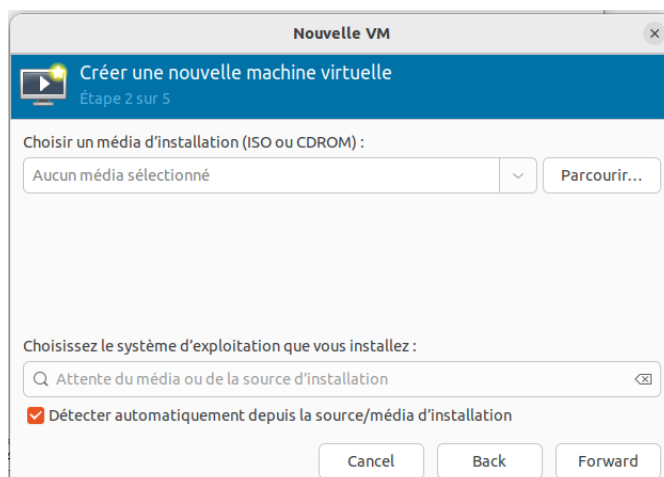 Nouvelle VM
Créer une nouvelle machine virtuelle
Étape 2 sur 5
Choisir un média d'installation (ISO ou CDROM) :
Aucun média sélectionné
Parcourir...
Choisissez le système d'exploitation que vous installez :
Attente du média ou de la source d'installation
Détecter automatiquement depuis la source/média d'installation
Cancel Back Forward